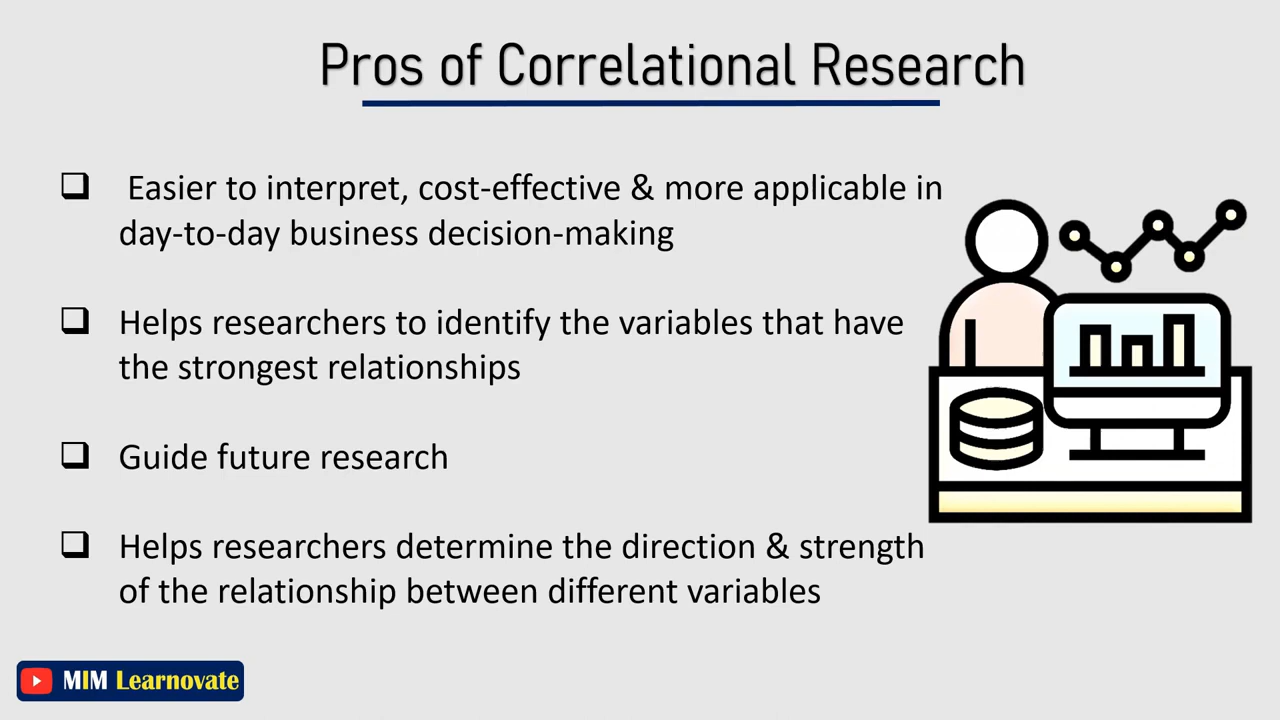 Pros of Correlational Research
Easier to interpret, cost-effective & more applicable in
day-to-day business decision-making
Helps researchers to identify the variables that have
the strongest relationships
Guide future research
Helps researchers determine the direction & strength
of the relationship between different variables
MIM Learnovate